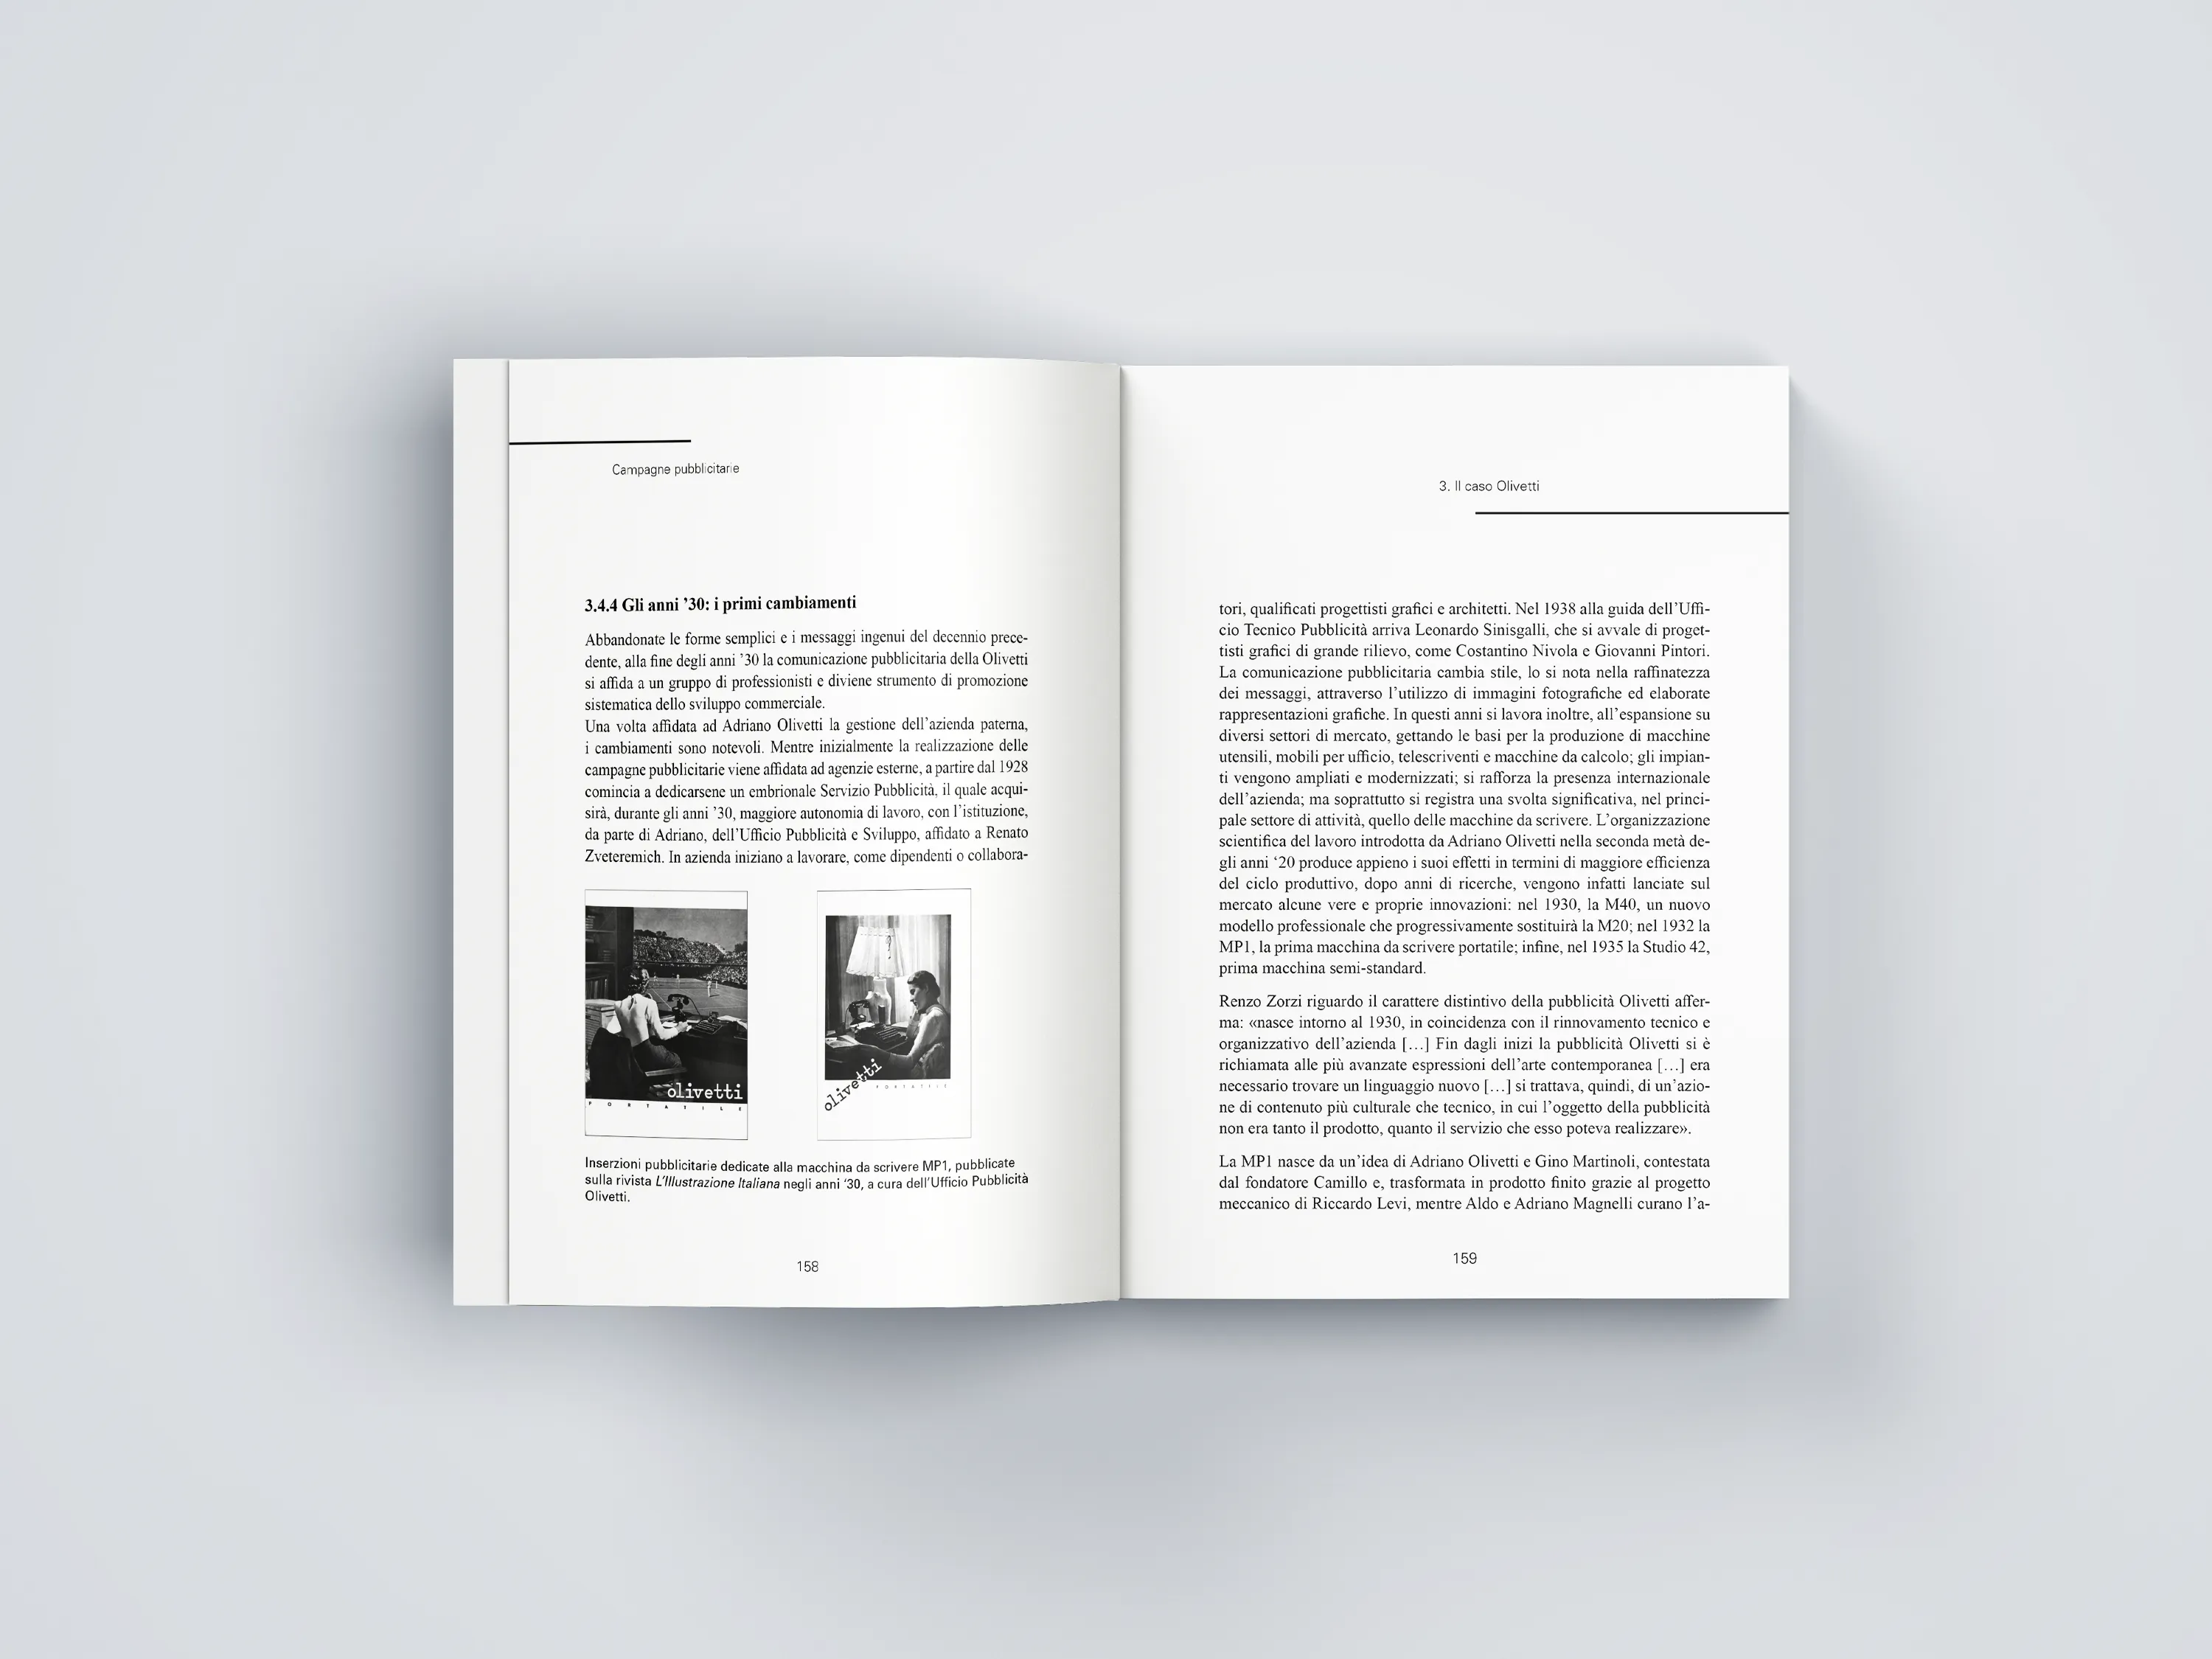 Campagne pubblicitarie
3.4.4 Gli anni ’30: i primi cambiamenti
Abbandonate le forme semplici e i messaggi ingenui del decennio prece-
dente, alla fine degli anni ’30 la comunicazione pubblicitaria della Olivetti
si affida a un gruppo di professionisti e diviene strumento di promozione
sistematica dello sviluppo commerciale.
Una volta affidata ad Adriano Olivetti la gestione dell’azienda paterna,
i cambiamenti sono notevoli. Mentre inizialmente la realizzazione delle
campagne pubblicitarie viene affidata ad agenzie esterne, a partire dal 1928
comincia a dedicarsene un embrionale Servizio Pubblicità, il quale acqui-
sirà, durante gli anni ’30, maggiore autonomia di lavoro, con l’istituzione,
da parte di Adriano, dell’Ufficio Pubblicità e Sviluppo, affidato a Renato
Zveteremich. In azienda iniziano a lavorare, come dipendenti o collabora-
olivetti
PORTATILE
olivetti
PORTATILE
Inserzioni pubblicitarie dedicate alla macchina da scrivere MP1, pubblicate
sulla rivista L’Illustrazione Italiana negli anni ‘30, a cura dell’Ufficio Pubblicità
Olivetti.
158
3. Il caso Olivetti
tori, qualificati progettisti grafici e architetti. Nel 1938 alla guida dell’Uffi-
cio Tecnico Pubblicità arriva Leonardo Sinisgalli, che si avvale di proget-
tisti grafici di grande rilievo, come Costantino Nivola e Giovanni Pintori.
La comunicazione pubblicitaria cambia stile, lo si nota nella raffinatezza
dei messaggi, attraverso l’utilizzo di immagini fotografiche ed elaborate
rappresentazioni grafiche. In questi anni si lavora inoltre, all’espansione su
diversi settori di mercato, gettando le basi per la produzione di macchine
utensili, mobili per ufficio, telescriventi e macchine da calcolo; gli impian-
ti vengono ampliati e modernizzati; si rafforza la presenza internazionale
dell’azienda; ma soprattutto si registra una svolta significativa, nel princi-
pale settore di attività, quello delle macchine da scrivere. L’organizzazione
scientifica del lavoro introdotta da Adriano Olivetti nella seconda metà de-
gli anni ‘20 produce appieno i suoi effetti in termini di maggiore efficienza
del ciclo produttivo, dopo anni di ricerche, vengono infatti lanciate sul
mercato alcune vere e proprie innovazioni: nel 1930, la M40, un nuovo
modello professionale che progressivamente sostituirà la M20; nel 1932 la
MP1, la prima macchina da scrivere portatile; infine, nel 1935 la Studio 42,
prima macchina semi-standard.
Renzo Zorzi riguardo il carattere distintivo della pubblicità Olivetti affer-
ma: «nasce intorno al 1930, in coincidenza con il rinnovamento tecnico e
organizzativo dell’azienda […] Fin dagli inizi la pubblicità Olivetti si è
richiamata alle più avanzate espressioni dell’arte contemporanea […] era
necessario trovare un linguaggio nuovo […] si trattava, quindi, di un’azio-
ne di contenuto più culturale che tecnico, in cui l’oggetto della pubblicità
non era tanto il prodotto, quanto il servizio che esso poteva realizzare».
La MP1 nasce da un’idea di Adriano Olivetti e Gino Martinoli, contestata
dal fondatore Camillo e, trasformata in prodotto finito grazie al progetto
meccanico di Riccardo Levi, mentre Aldo e Adriano Magnelli curano l’a-
159